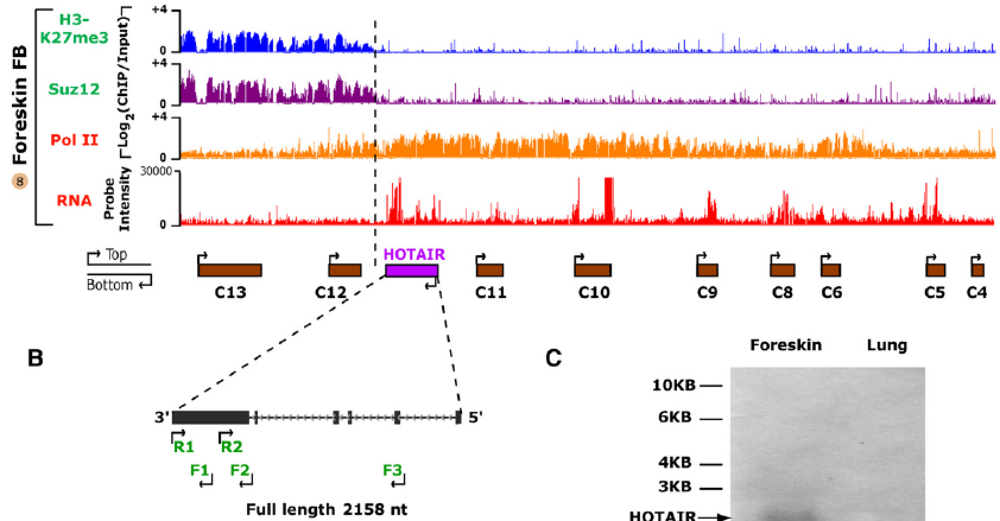 H3-
K27me3
Suz12
Pol II
RNA
Foreskin FB
8
Log2(ChIP/Input)
Probe
Intensity
+4
0
+4
0
+4
0
30000
0
Top
Bottom
HOTAIR
C13
C12
C11
C10
C9
C8
C6
C5
C4
B
3'
5'
R1
R2
F1
F2
F3
Full length 2158 nt
C
Foreskin
Lung
10KB
6KB
4KB
3KB
HOTAIR